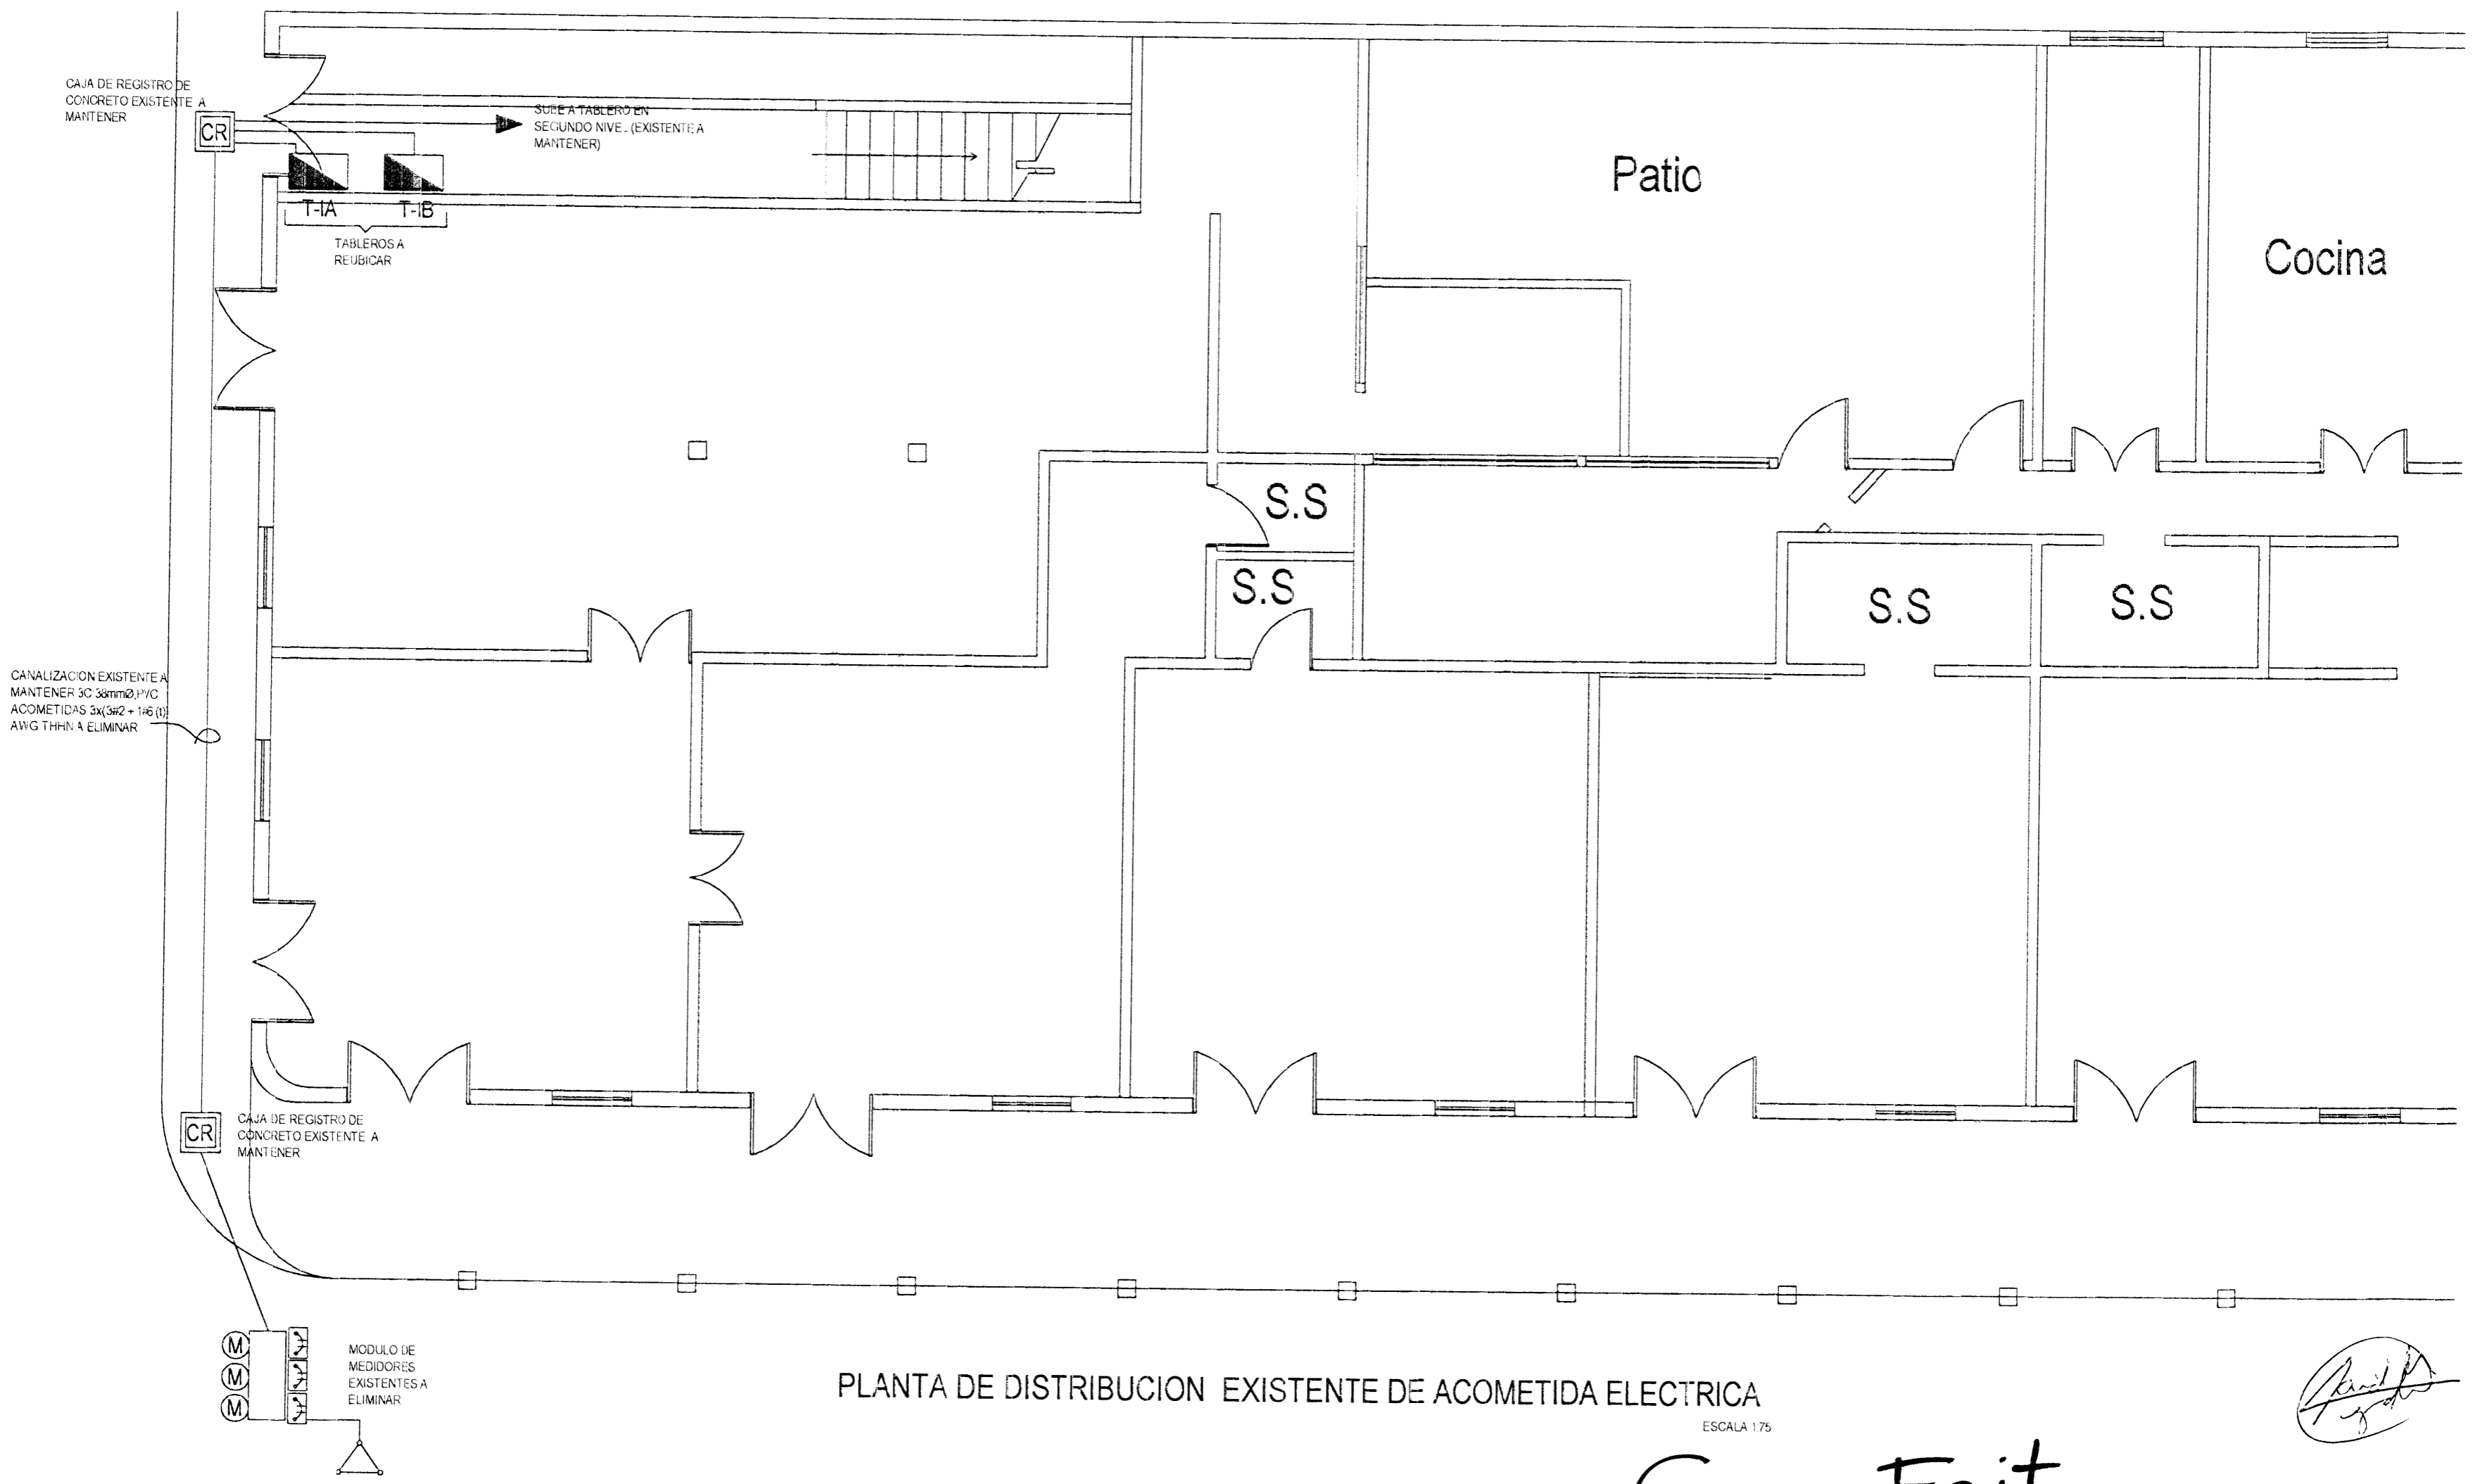 CAJA DE REGISTRO DE
CONCRETO EXISTENTE A
MANTENER
CR
SUBE A TABLERO EN
SEGUNDO NIVEL (EXISTENTE A
MANTENER)
T-IA
T-IB
TABLEROS A
REUBICAR
Patio
Cocina
S.S
S.S
S.S
S.S
CANALIZACION EXISTENTE A
MANTENER 3C 38mmØ,PVC
ACOMETIDAS 3x(3#2 + 1#6 (t)
AWG THHN A ELIMINAR
CR
CAJA DE REGISTRO DE
CONCRETO EXISTENTE A
MANTENER
M
M
M
MODULO DE
MEDIDORES
EXISTENTES A
ELIMINAR
PLANTA DE DISTRIBUCION EXISTENTE DE ACOMETIDA ELECTRICA
ESCALA 1:75